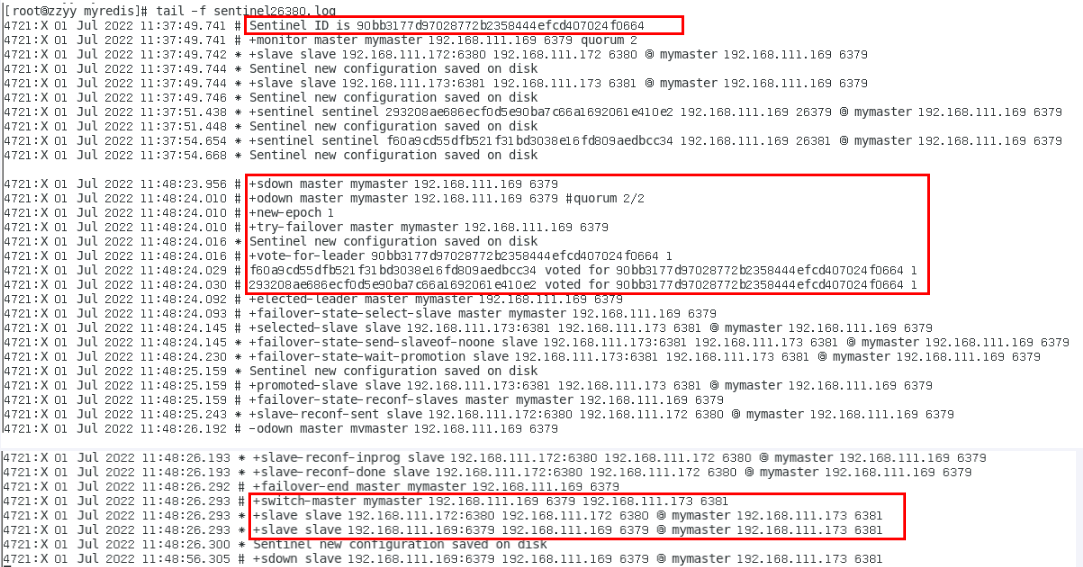 [root@zzyy myredis]# tail -f sentinel26380.log
4721:X 01 Jul 2022 11:37:49.741 # Sentinel ID is 90bb3177d97028772b2358444efcd407024f0664
4721:X 01 Jul 2022 11:37:49.741 # +monitor master mymaster 192.168.111.169 6379 quorum 2
4721:X 01 Jul 2022 11:37:49.742 * +slave slave 192.168.111.172:6380 192.168.111.172 6380 @ mymaster 192.168.111.169 6379
4721:X 01 Jul 2022 11:37:49.744 * Sentinel new configuration saved on disk
4721:X 01 Jul 2022 11:37:49.744 * +slave slave 192.168.111.173:6381 192.168.111.173 6381 @ mymaster 192.168.111.169 6379
4721:X 01 Jul 2022 11:37:49.746 * Sentinel new configuration saved on disk
4721:X 01 Jul 2022 11:37:51.438 * +sentinel sentinel 293208ae686ecf0d5e90ba7c66a1692061e410e2 192.168.111.169 26379 @ mymaster 192.168.111.169 6379
4721:X 01 Jul 2022 11:37:51.448 * Sentinel new configuration saved on disk
4721:X 01 Jul 2022 11:37:54.654 * +sentinel sentinel f60a9cd55dfb521f31bd3038e16fd809aedbcc34 192.168.111.169 26381 @ mymaster 192.168.111.169 6379
4721:X 01 Jul 2022 11:37:54.668 * Sentinel new configuration saved on disk
4721:X 01 Jul 2022 11:48:23.956 # +sdown master mymaster 192.168.111.169 6379
4721:X 01 Jul 2022 11:48:24.010 # +odown master mymaster 192.168.111.169 6379 #quorum 2/2
4721:X 01 Jul 2022 11:48:24.010 # +new-epoch 1
4721:X 01 Jul 2022 11:48:24.010 # +try-failover master mymaster 192.168.111.169 6379
4721:X 01 Jul 2022 11:48:24.016 * Sentinel new configuration saved on disk
4721:X 01 Jul 2022 11:48:24.016 # +vote-for-leader 90bb3177d97028772b2358444efcd407024f0664 1
4721:X 01 Jul 2022 11:48:24.029 # f60a9cd55dfb521f31bd3038e16fd809aedbcc34 voted for 90bb3177d97028772b2358444efcd407024f0664 1
4721:X 01 Jul 2022 11:48:24.030 # 293208ae686ecf0d5e90ba7c66a1692061e410e2 voted for 90bb3177d97028772b2358444efcd407024f0664 1
4721:X 01 Jul 2022 11:48:24.092 # +elected-leader master mymaster 192.168.111.169 6379
4721:X 01 Jul 2022 11:48:24.093 # +failover-state-select-slave master mymaster 192.168.111.169 6379
4721:X 01 Jul 2022 11:48:24.145 # +selected-slave slave 192.168.111.173:6381 192.168.111.173 6381 @ mymaster 192.168.111.169 6379
4721:X 01 Jul 2022 11:48:24.145 * +failover-state-send-slaveof-noone slave 192.168.111.173:6381 192.168.111.173 6381 @ mymaster 192.168.111.169 6379
4721:X 01 Jul 2022 11:48:24.230 * +failover-state-wait-promotion slave 192.168.111.173:6381 192.168.111.173 6381 @ mymaster 192.168.111.169 6379
4721:X 01 Jul 2022 11:48:25.159 * Sentinel new configuration saved on disk
4721:X 01 Jul 2022 11:48:25.159 # +promoted-slave slave 192.168.111.173:6381 192.168.111.173 6381 @ mymaster 192.168.111.169 6379
4721:X 01 Jul 2022 11:48:25.159 # +failover-state-reconf-slaves master mymaster 192.168.111.169 6379
4721:X 01 Jul 2022 11:48:25.243 * +slave-reconf-sent slave 192.168.111.172:6380 192.168.111.172 6380 @ mymaster 192.168.111.169 6379
4721:X 01 Jul 2022 11:48:26.192 # -odown master mymaster 192.168.111.169 6379
4721:X 01 Jul 2022 11:48:26.193 * +slave-reconf-inprog slave 192.168.111.172:6380 192.168.111.172 6380 @ mymaster 192.168.111.169 6379
4721:X 01 Jul 2022 11:48:26.193 * +slave-reconf-done slave 192.168.111.172:6380 192.168.111.172 6380 @ mymaster 192.168.111.169 6379
4721:X 01 Jul 2022 11:48:26.292 # +failover-end master mymaster 192.168.111.169 6379
4721:X 01 Jul 2022 11:48:26.293 # +switch-master mymaster 192.168.111.169 6379 192.168.111.173 6381
4721:X 01 Jul 2022 11:48:26.293 * +slave slave 192.168.111.172:6380 192.168.111.172 6380 @ mymaster 192.168.111.173 6381
4721:X 01 Jul 2022 11:48:26.293 * +slave slave 192.168.111.169:6379 192.168.111.169 6379 @ mymaster 192.168.111.173 6381
4721:X 01 Jul 2022 11:48:26.300 * Sentinel new configuration saved on disk
4721:X 01 Jul 2022 11:48:56.305 # +sdown slave 192.168.111.169:6379 192.168.111.169 6379 @ mymaster 192.168.111.173 6381